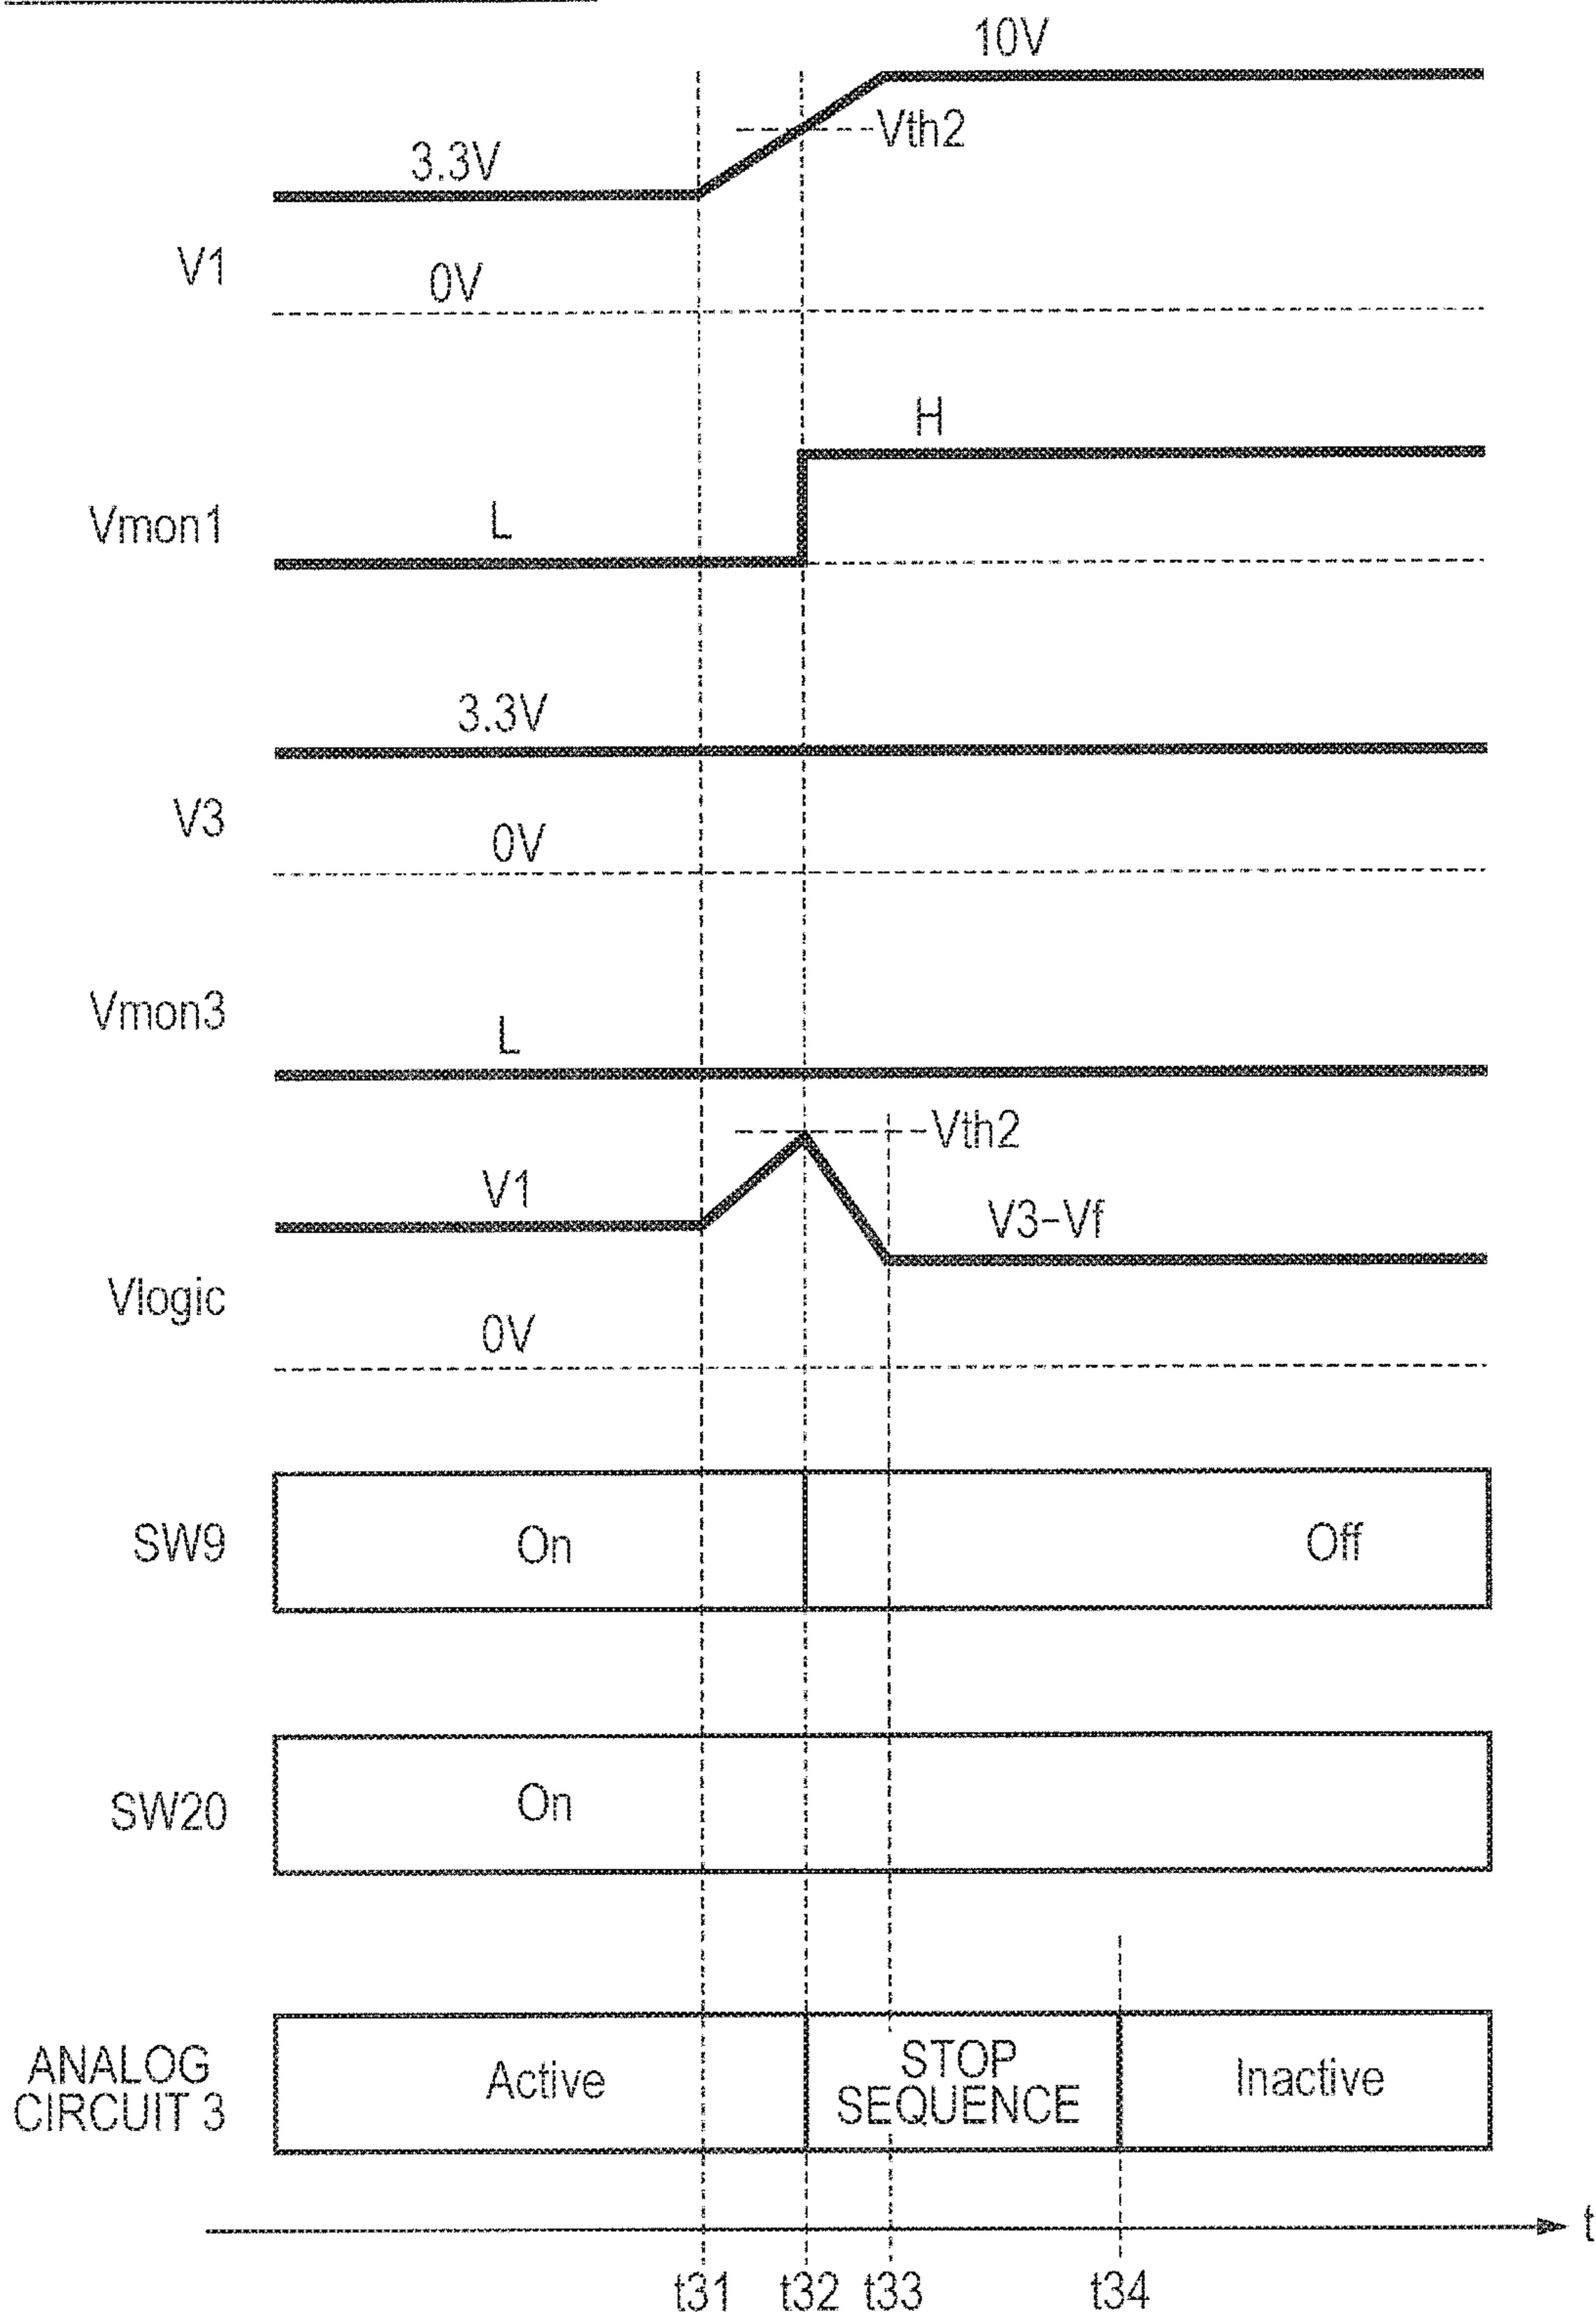 10V
Vth2
3.3V
V1
0V
H
L
Vmon1
3.3V
V3
0V
Vmon3
L
Vth2
V1
V3-Vf
Vlogic
0V
SW9
On
Off
SW20
On
ANALOG
CIRCUIT 3
Active
STOP
SEQUENCE
Inactive
t
t31
t32
t33
t34